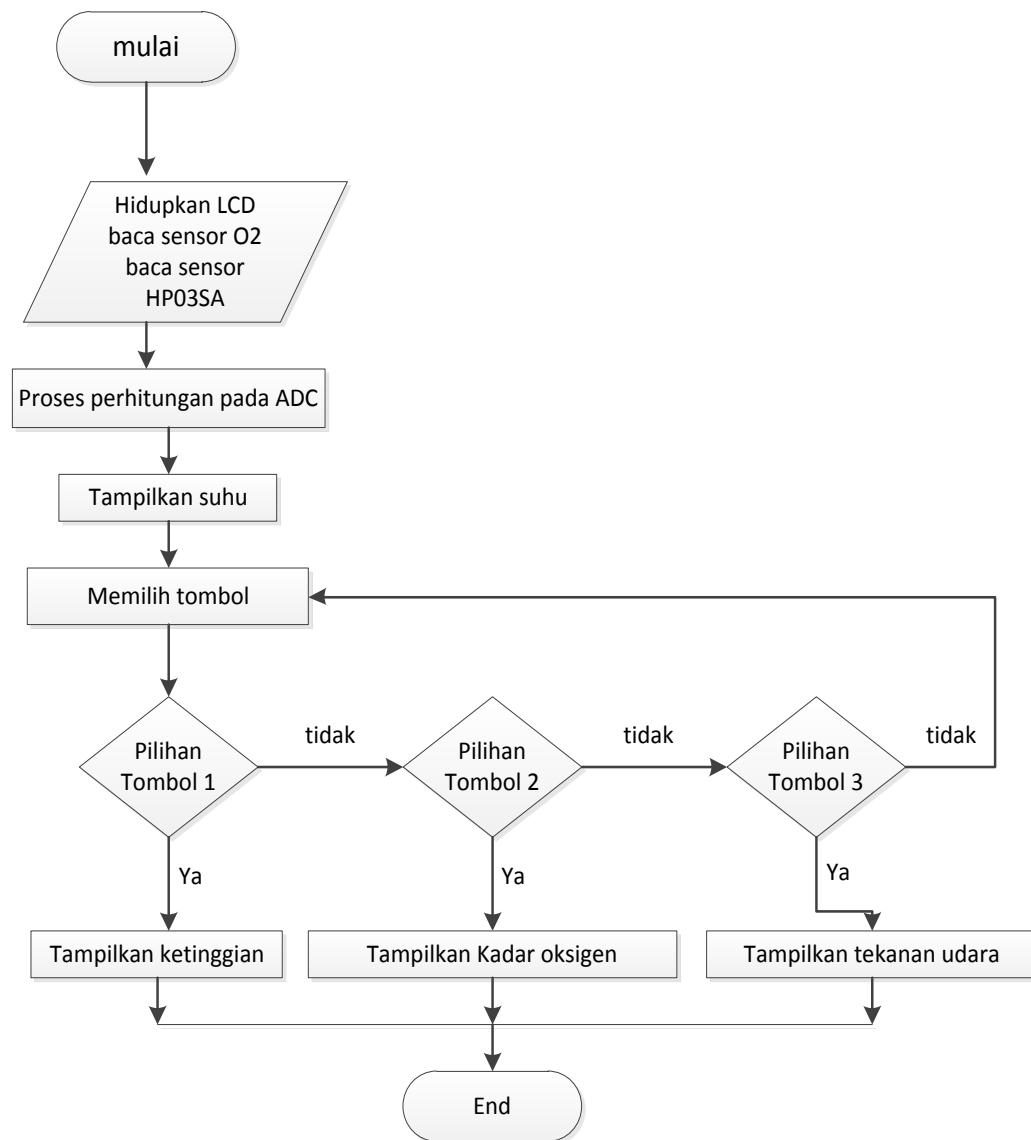 mulai
Hidupkan LCD
baca sensor O2
baca sensor
HP03SA
Proses perhitungan pada ADC
Tampilkan suhu
Memilih tombol
Pilihan
Tombol 1
tidak
Pilihan
Tombol 2
tidak
Pilihan
Tombol 3
tidak
Ya
Ya
Ya
Tampilkan ketinggian
Tampilkan Kadar oksigen
Tampilkan tekanan udara
End